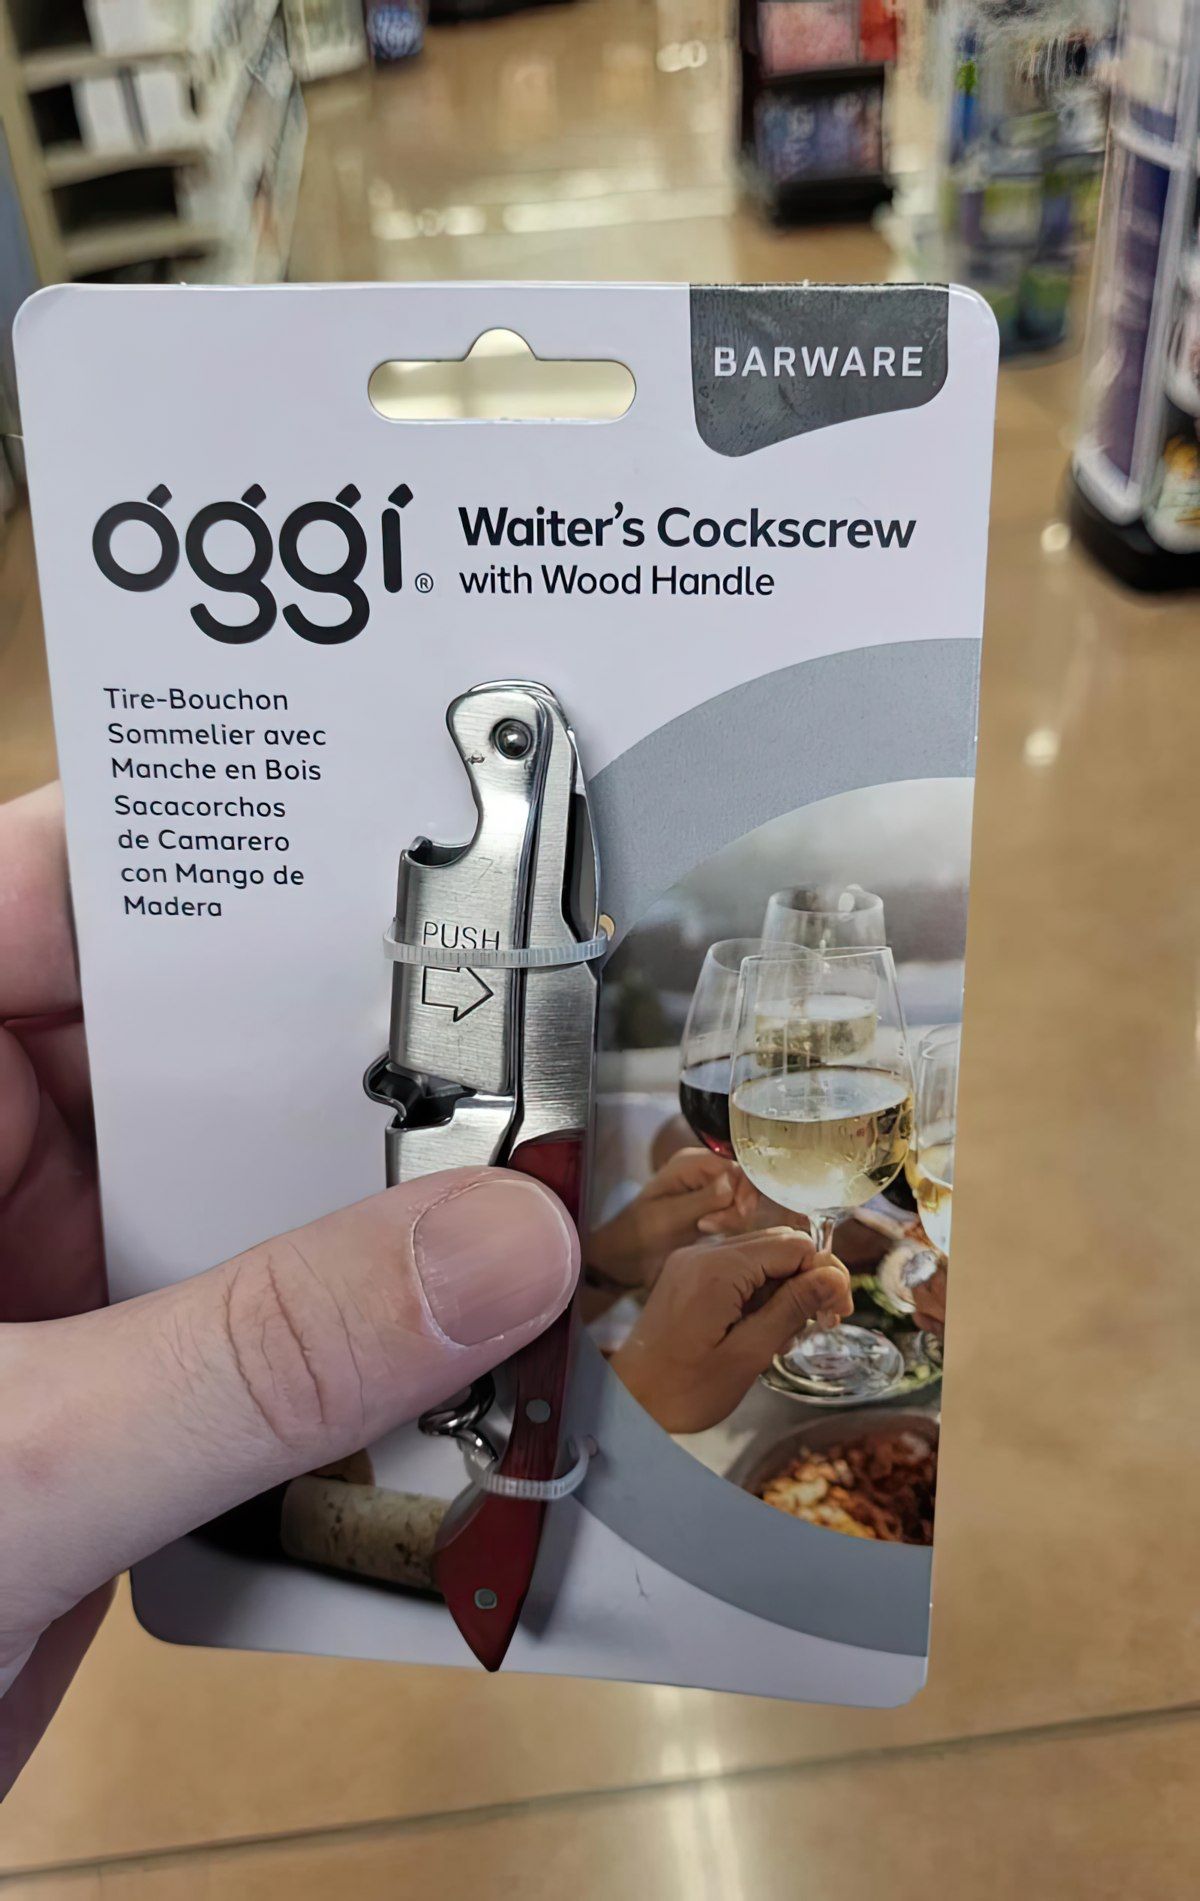 BARWARE
oggi®
Waiter's Cockscrew
with Wood Handle
Tire-Bouchon
Sommelier avec
Manche en Bois
Sacacorchos
de Camarero
con Mango de
Madera
PUSH